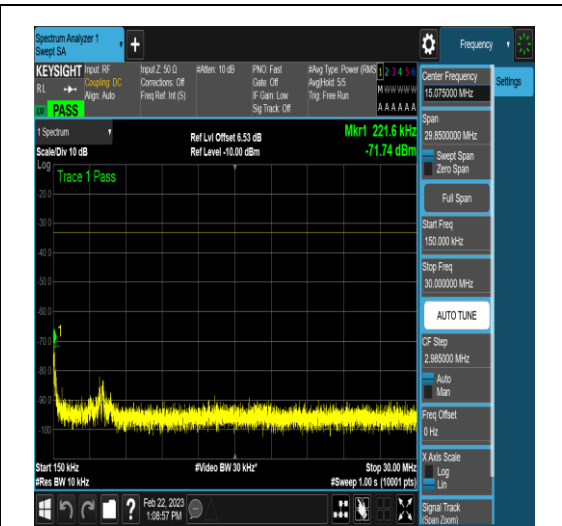 Spectrum Analyzer 1
Swept SA
Frequency
KEYSIGHT
RL
PASS
Input: RF
Coupling: DC
Align: Auto
Input Z: 50 Ω
Corrections: Off
Freq Ref: Int (S)
#Atten: 10 dB
PNO: Fast
Gate: Off
IF Gain: Low
Sig Track: Off
#Avg Type: Power (RMS
Avg|Hold: 5/5
Trig: Free Run
1 2 3 4 5 6
M W W W W W
A A A A A A
1 Spectrum
Scale/Div 10 dB
Ref Lvl Offset 6.53 dB
Ref Level -10.00 dBm
Mkr1 221.6 kHz
-71.74 dBm
Log
Trace 1 Pass
-20.0
-30.0
-40.0
-50.0
-60.0
-70.0
-80.0
-90.0
-100
1
Start 150 kHz
#Res BW 10 kHz
#Video BW 30 kHz*
Stop 30.00 MHz
#Sweep 1.00 s (10001 pts)
Feb 22, 2023
1:08:57 PM
Center Frequency
15.075000 MHz
Settings
Span
29.8500000 MHz
Swept Span
Zero Span
Full Span
Start Freq
150.000 kHz
Stop Freq
30.000000 MHz
AUTO TUNE
CF Step
2.985000 MHz
Auto
Man
Freq Offset
0 Hz
X Axis Scale
Log
Lin
Signal Track
(Span Zoom)